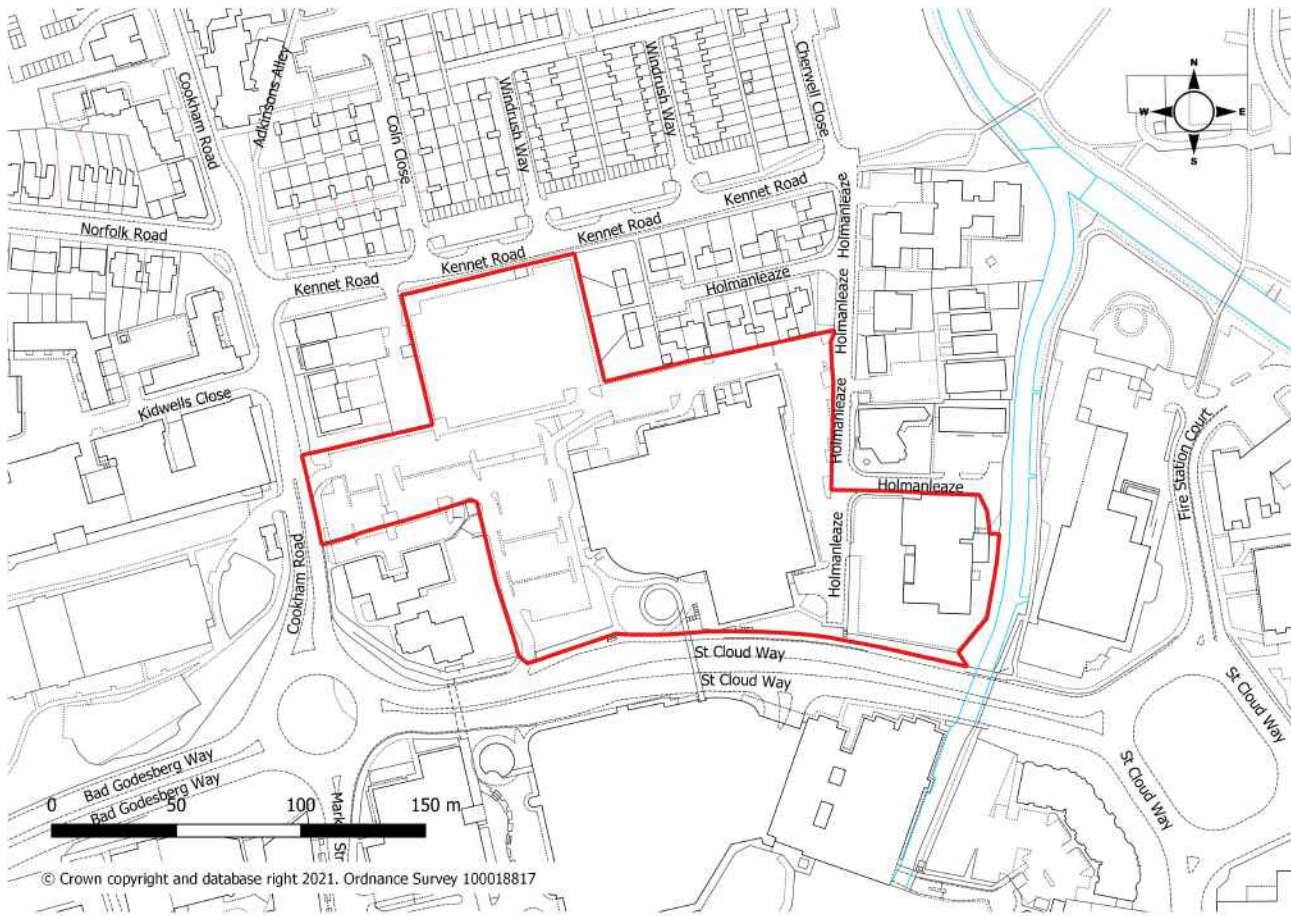 Cookham Road
Adkinsons Alley
Coln Close
Windrush Way
Windrush Way
Cherwell Close
N
W
E
S
Norfolk Road
Kennet Road
Kennet Road
Kennet Road
Kennet Road
Holmanleaze
Holmanleaze
Holmanleaze
Holmanleaze
Holmanleaze
Holmanleaze
Kidwells Close
Cookham Road
Fire Station Court
St Cloud Way
St Cloud Way
St Cloud Way
St Cloud Way
Bad Godesberg Way
Bad Godesberg Way
0 50 100 150 m
© Crown copyright and database right 2021. Ordnance Survey 100018817